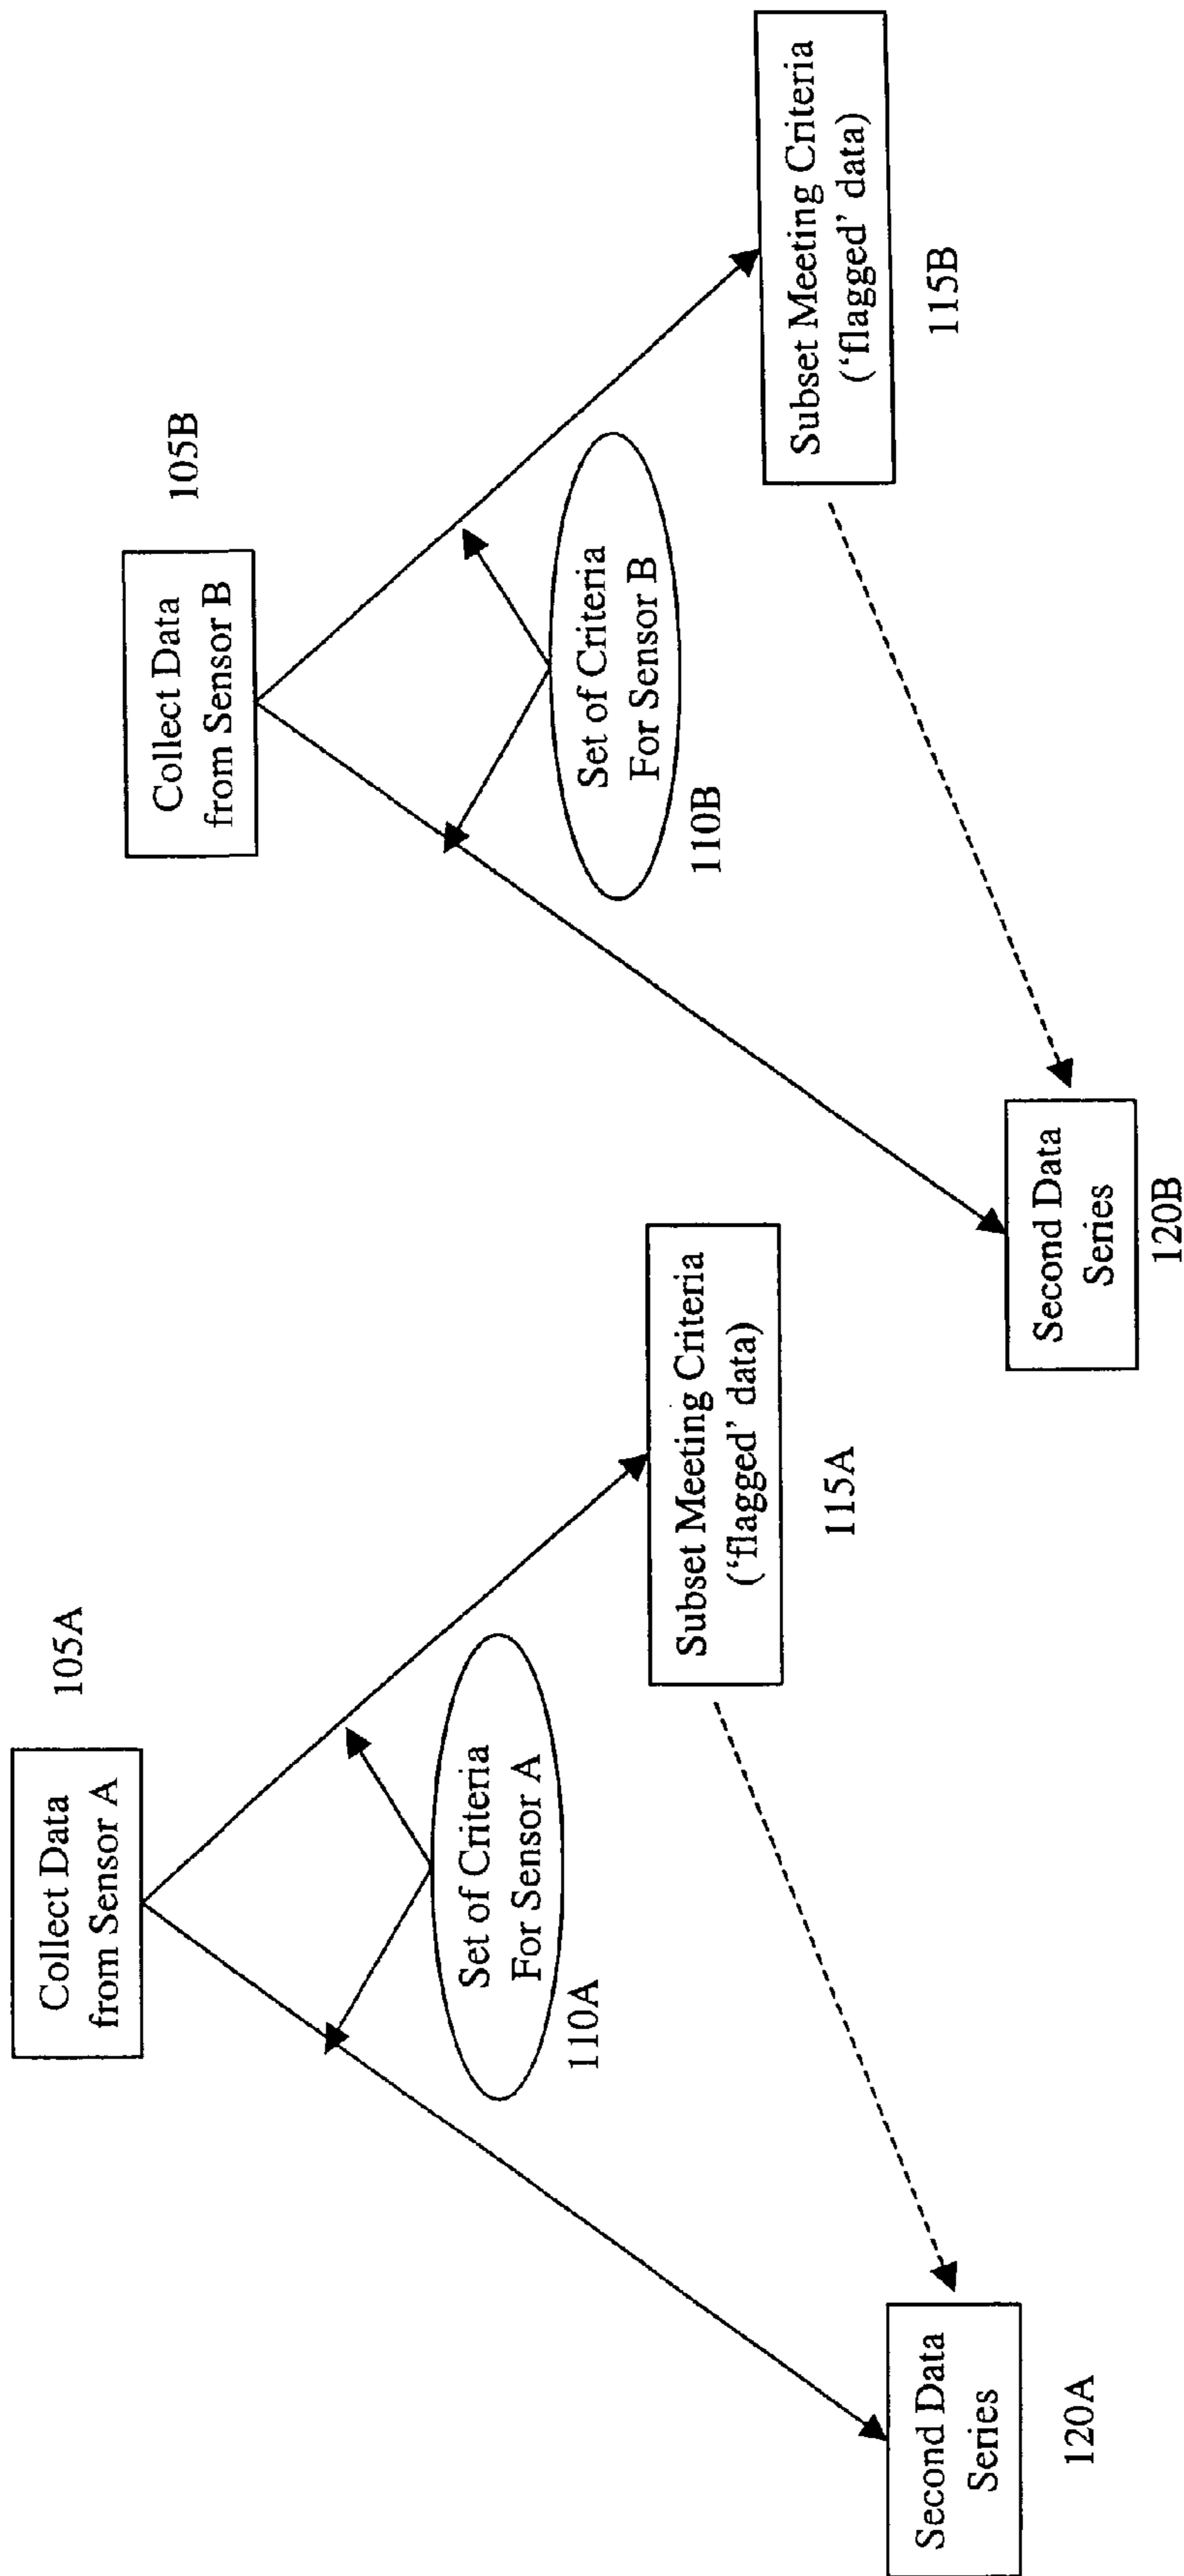 Collect Data
from Sensor A
105A
Set of Criteria
For Sensor A
110A
Subset Meeting Criteria
(‘flagged’ data)
115A
Second Data
Series
120A
Collect Data
from Sensor B
105B
Set of Criteria
For Sensor B
110B
Subset Meeting Criteria
(‘flagged’ data)
115B
Second Data
Series
120B